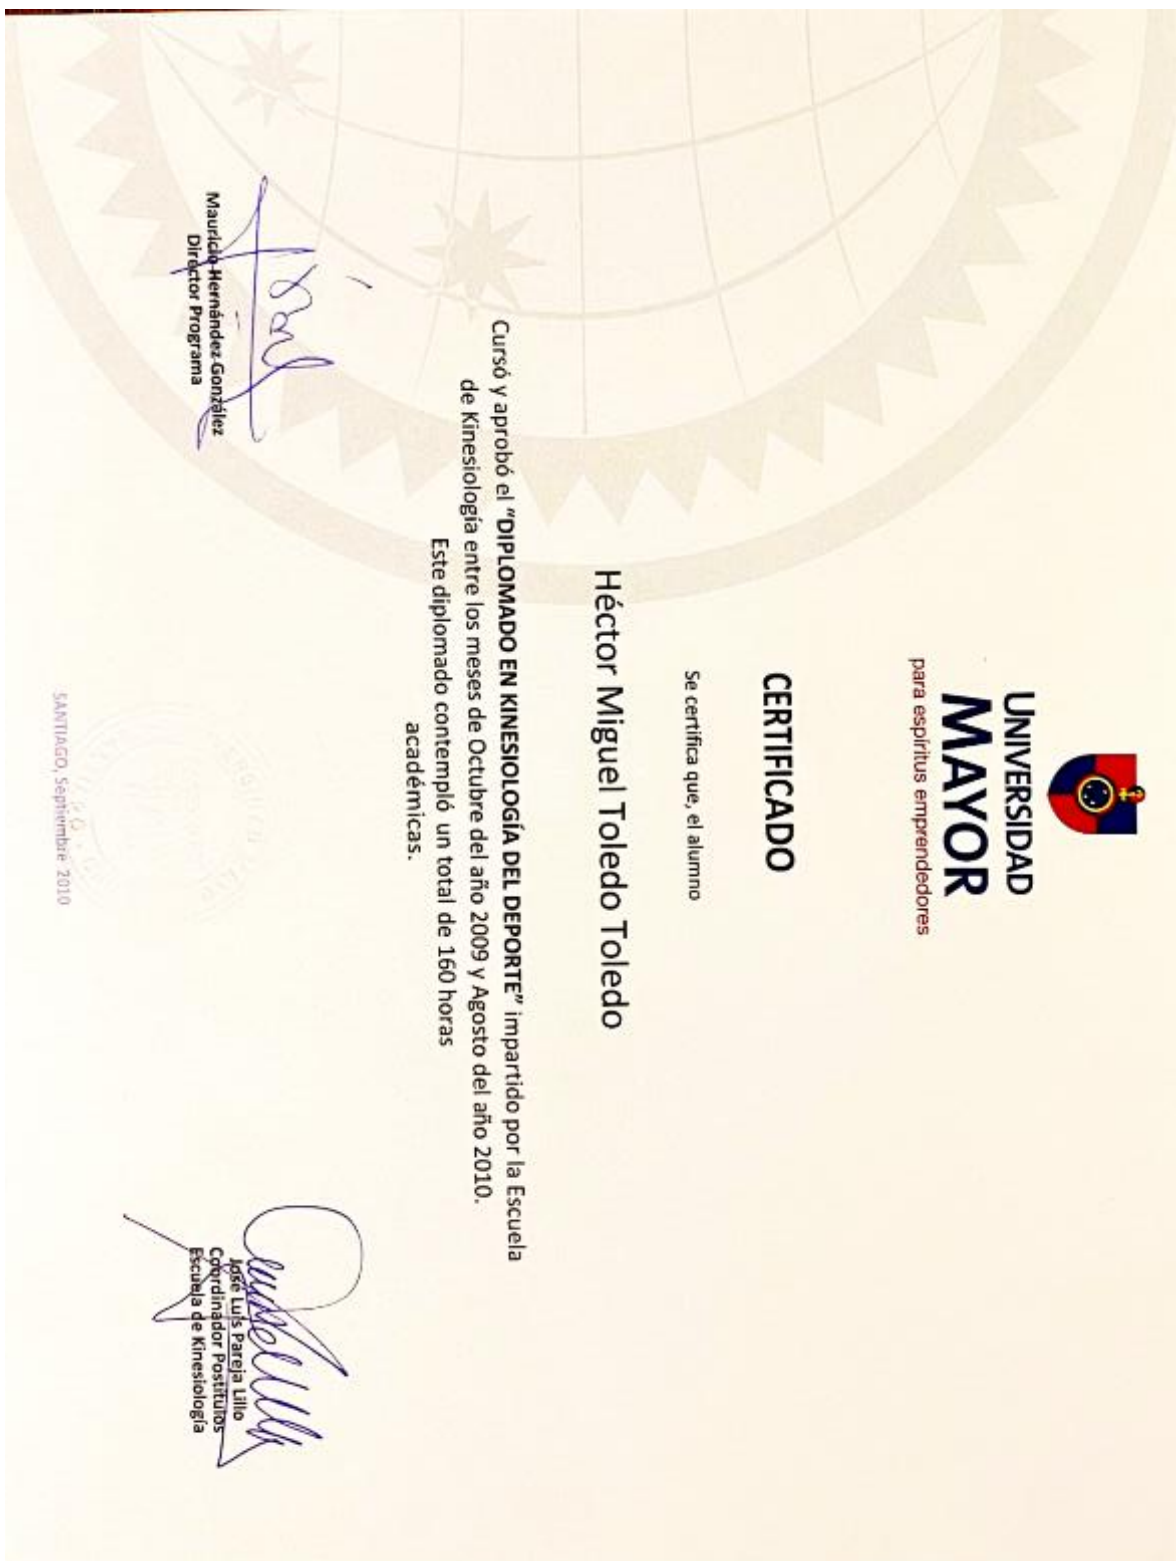 UNIVERSIDAD
MAYOR
para espíritus emprendedores
CERTIFICADO
Se certifica que, el alumno
Héctor Miguel Toledo Toledo
Cursó y aprobó el "DIPLOMADO EN KINESIOLOGÍA DEL DEPORTE" impartido por la Escuela
de Kinesiología entre los meses de Octubre del año 2009 y Agosto del año 2010.
Este diplomado contempló un total de 160 horas
académicas.
Mauricio Hernández González
Director Programa
José Luis Pareja Lillo
Coordinador Postítulos
Escuela de Kinesiología
SANTIAGO, Septiembre 2010